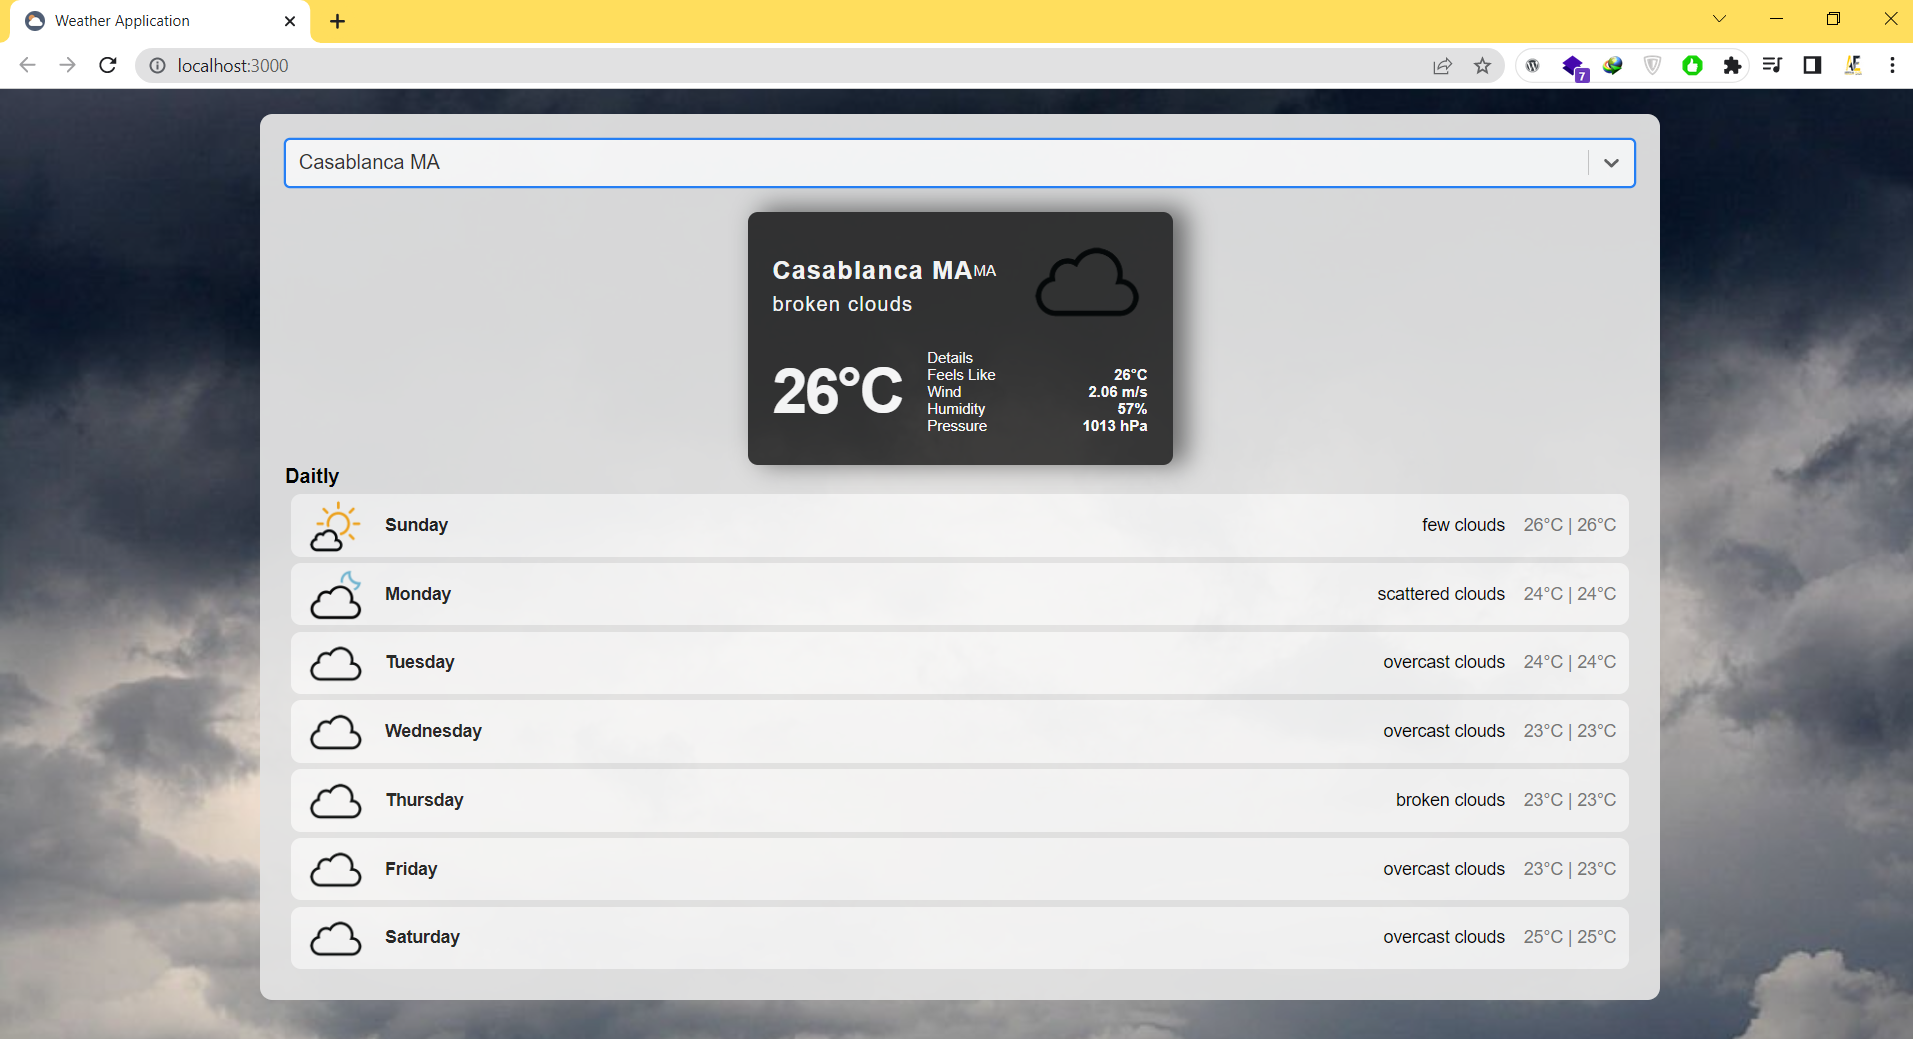 Weather Application
localhost:3000
7
Casablanca MA
Casablanca MA MA
broken clouds
26°C
Details
Feels Like 26°C
Wind 2.06 m/s
Humidity 57%
Pressure 1013 hPa
Daitly
Sunday few clouds 26°C | 26°C
Monday scattered clouds 24°C | 24°C
Tuesday overcast clouds 24°C | 24°C
Wednesday overcast clouds 23°C | 23°C
Thursday broken clouds 23°C | 23°C
Friday overcast clouds 23°C | 23°C
Saturday overcast clouds 25°C | 25°C